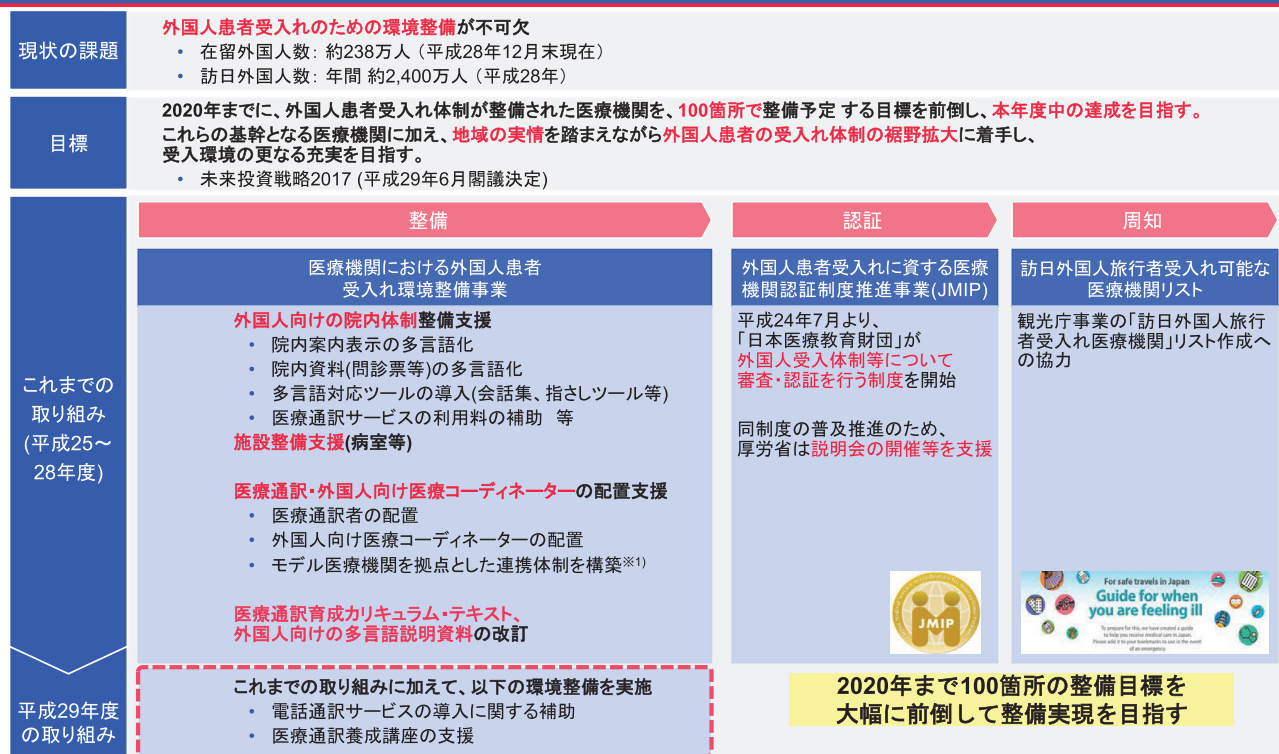 現状の課題
外国人患者受入れのための環境整備が不可欠
• 在留外国人数: 約238万人 （平成28年12月末現在）
• 訪日外国人数: 年間 約2,400万人 （平成28年）
目標
2020年までに、外国人患者受入れ体制が整備された医療機関を、100箇所で整備予定 する目標を前倒し、本年度中の達成を目指す。
これらの基幹となる医療機関に加え、地域の実情を踏まえながら外国人患者の受入れ体制の裾野拡大に着手し、
受入環境の更なる充実を目指す。
• 未来投資戦略2017 (平成29年6月閣議決定)
これまでの
取り組み
(平成25～
28年度)
整備
医療機関における外国人患者
受入れ環境整備事業
外国人向けの院内体制整備支援
• 院内案内表示の多言語化
• 院内資料(問診票等)の多言語化
• 多言語対応ツールの導入(会話集、指さしツール等)
• 医療通訳サービスの利用料の補助 等
施設整備支援(病室等)
医療通訳・外国人向け医療コーディネーターの配置支援
• 医療通訳者の配置
• 外国人向け医療コーディネーターの配置
• モデル医療機関を拠点とした連携体制を構築※1)
医療通訳育成カリキュラム・テキスト、
外国人向けの多言語説明資料の改訂
認証
外国人患者受入れに資する医療
機関認証制度推進事業(JMIP)
平成24年7月より、
「日本医療教育財団」が
外国人受入体制等について
審査・認証を行う制度を開始
同制度の普及推進のため、
厚労省は説明会の開催等を支援
JMIP
周知
訪日外国人旅行者受入れ可能な
医療機関リスト
観光庁事業の「訪日外国人旅行
者受入れ医療機関」リスト作成へ
の協力
For safe travels in Japan
Guide for when
you are feeling ill
To prepare for this, we have created a guide
to help you receive medical care in Japan.
Please add it to your bookmarks to use in the event
of an emergency.
平成29年度
の取り組み
これまでの取り組みに加えて、以下の環境整備を実施
• 電話通訳サービスの導入に関する補助
• 医療通訳養成講座の支援
2020年まで100箇所の整備目標を
大幅に前倒して整備実現を目指す